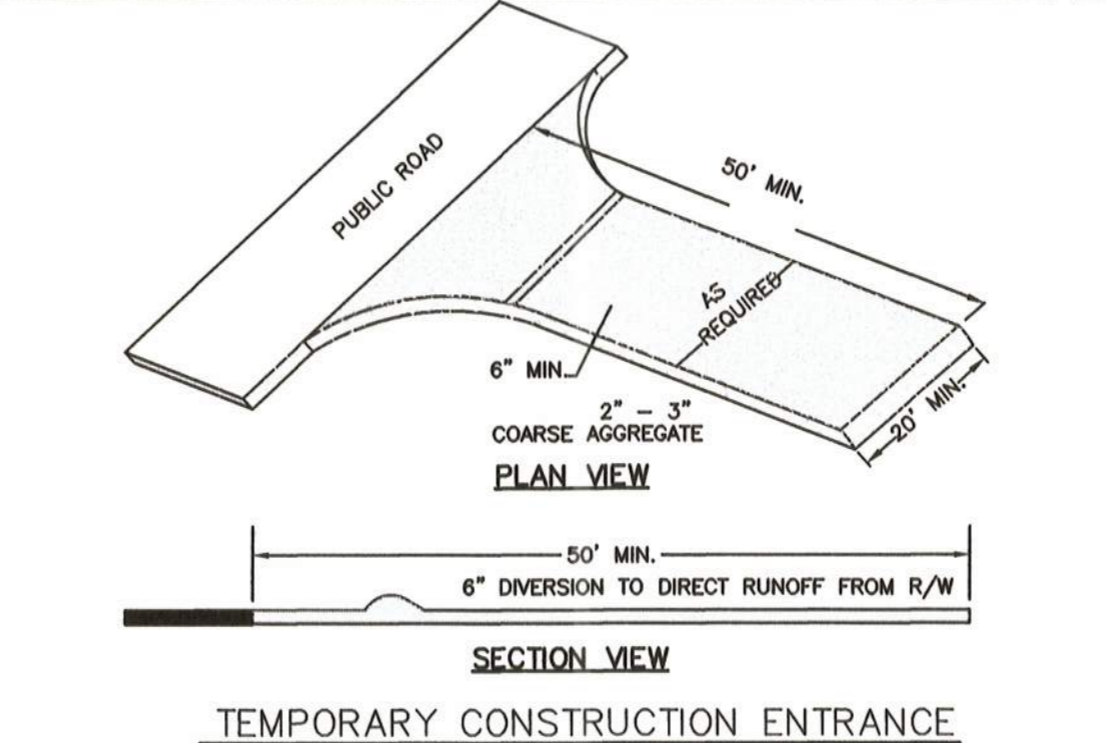 PUBLIC ROAD
50' MIN.
AS
REQUIRED
6" MIN.
2" - 3"
COARSE AGGREGATE
20' MIN.
PLAN VIEW
50' MIN.
6" DIVERSION TO DIRECT RUNOFF FROM R/W
SECTION VIEW
TEMPORARY CONSTRUCTION ENTRANCE